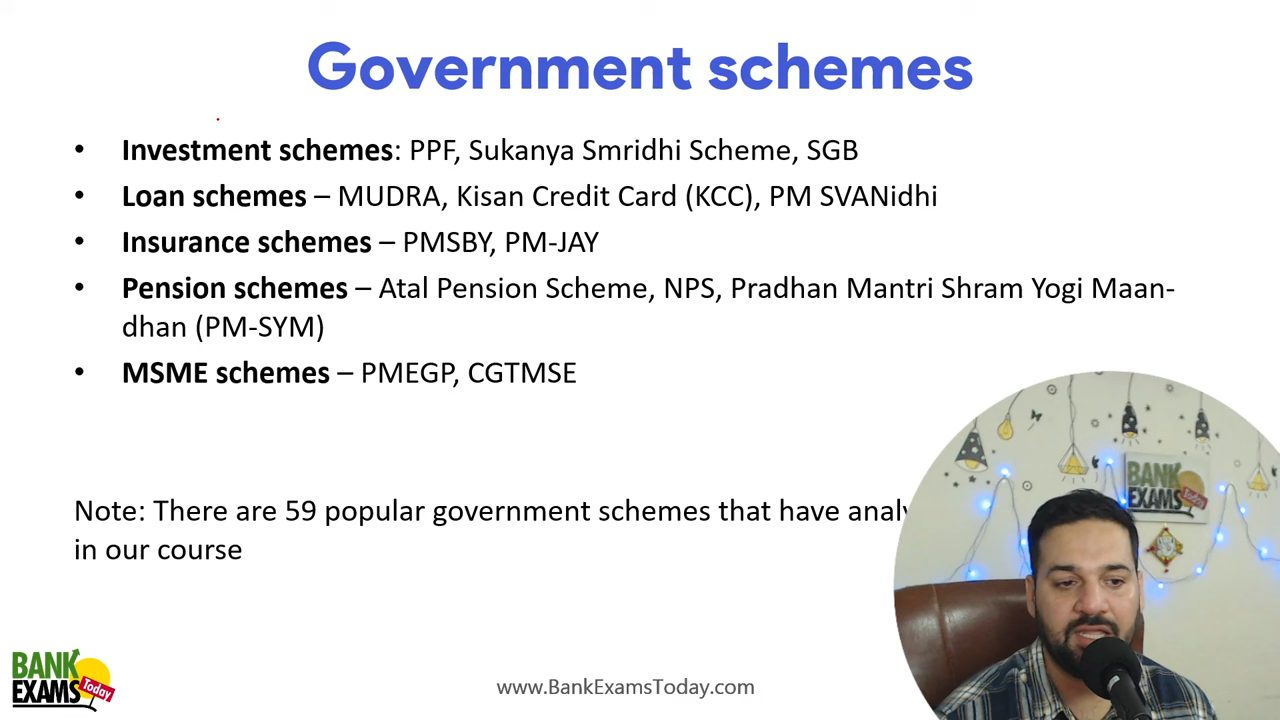 Government schemes
• Investment schemes: PPF, Sukanya Smridhi Scheme, SGB
• Loan schemes – MUDRA, Kisan Credit Card (KCC), PM SVANidhi
• Insurance schemes – PMSBY, PM-JAY
• Pension schemes – Atal Pension Scheme, NPS, Pradhan Mantri Shram Yogi Maan-
dhan (PM-SYM)
• MSME schemes – PMEGP, CGTMSE
Note: There are 59 popular government schemes that have
in our course
BANK
EXAMS
Today
BANK
EXAMS
Today
www.BankExamsToday.com